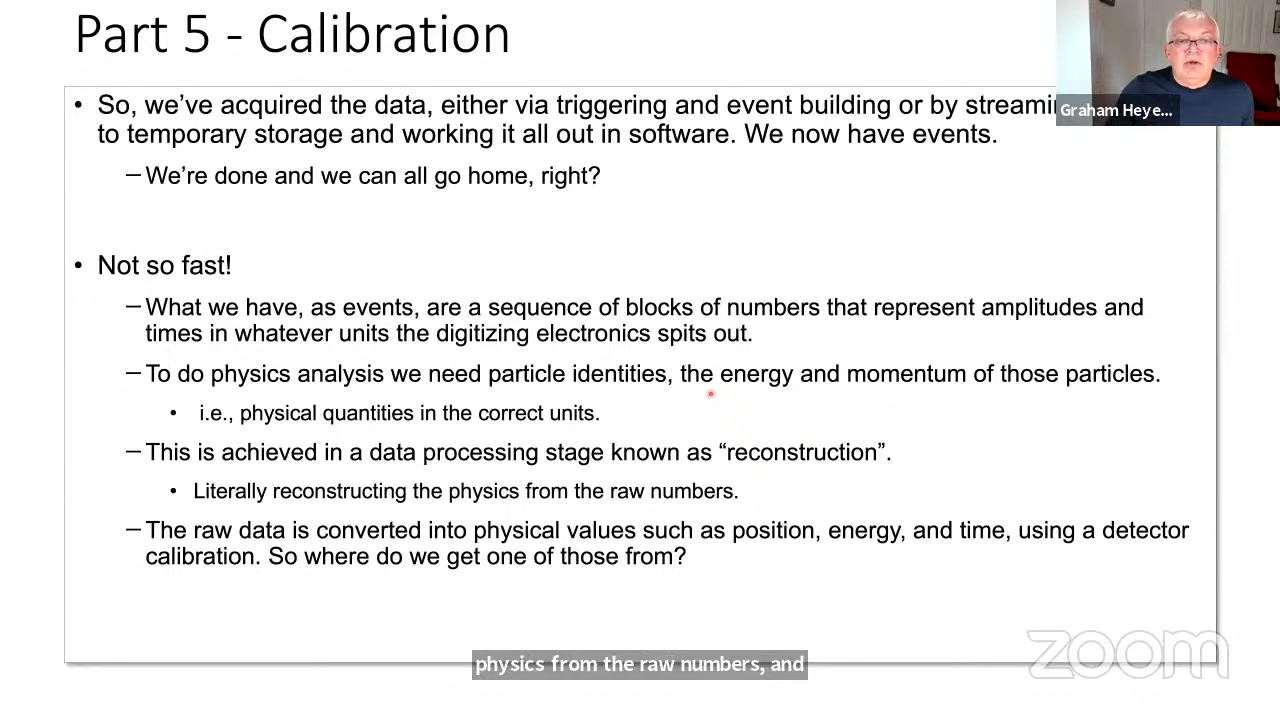 Part 5 - Calibration
• So, we’ve acquired the data, either via triggering and event building or by streami
to temporary storage and working it all out in software. We now have events.
– We’re done and we can all go home, right?
• Not so fast!
– What we have, as events, are a sequence of blocks of numbers that represent amplitudes and
times in whatever units the digitizing electronics spits out.
– To do physics analysis we need particle identities, the energy and momentum of those particles.
• i.e., physical quantities in the correct units.
– This is achieved in a data processing stage known as “reconstruction”.
• Literally reconstructing the physics from the raw numbers.
– The raw data is converted into physical values such as position, energy, and time, using a detector
calibration. So where do we get one of those from?
Graham Heye...
zoom
physics from the raw numbers, and